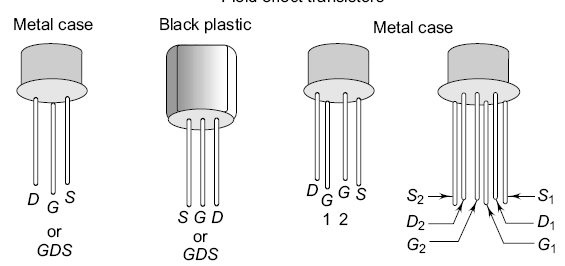 Field effect transistors
Metal case
Black plastic
Metal case
D G S
or
GDS
S G D
or
GDS
D G G S
1 2
S2
D2
G2
S1
D1
G1